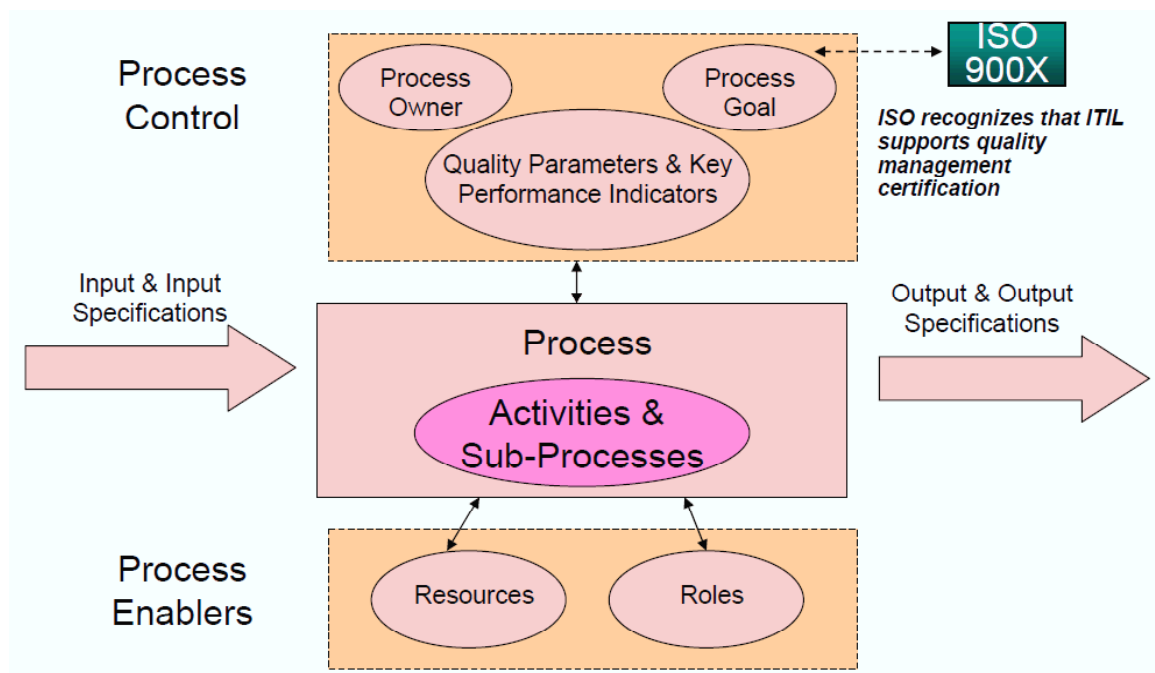 Process
Control
Process
Owner
Process
Goal
Quality Parameters & Key
Performance Indicators
ISO
900X
ISO recognizes that ITIL
supports quality
management
certification
Input & Input
Specifications
Process
Activities &
Sub-Processes
Output & Output
Specifications
Process
Enablers
Resources
Roles